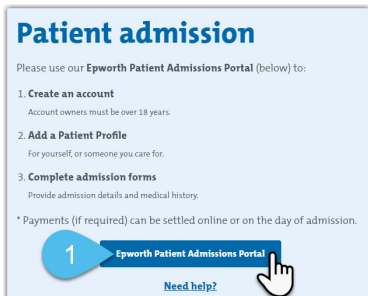 Patient admission
Please use our Epworth Patient Admissions Portal (below) to:
1. Create an account
Account owners must be over 18 years.
2. Add a Patient Profile
For yourself, or someone you care for.
3. Complete admission forms
Provide admission details and medical history.
* Payments (if required) can be settled online or on the day of admission.
1 Epworth Patient Admissions Portal
Need help?